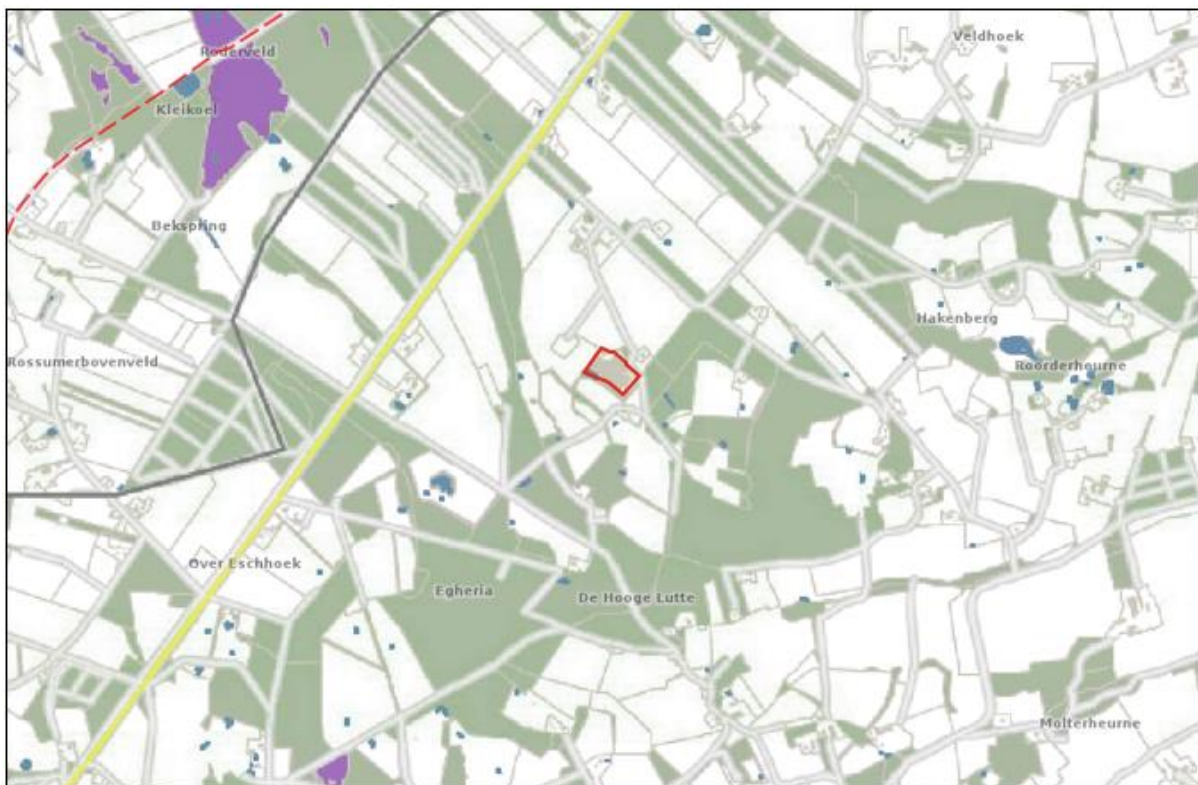 Veldhoek
Roderveld
Kleikoel
Bekspring
Hakenberg
Rossumerbovenveld
Roorderheurne
Over Eschhoek
Egheria
De Hooge Lutte
Molterheurne